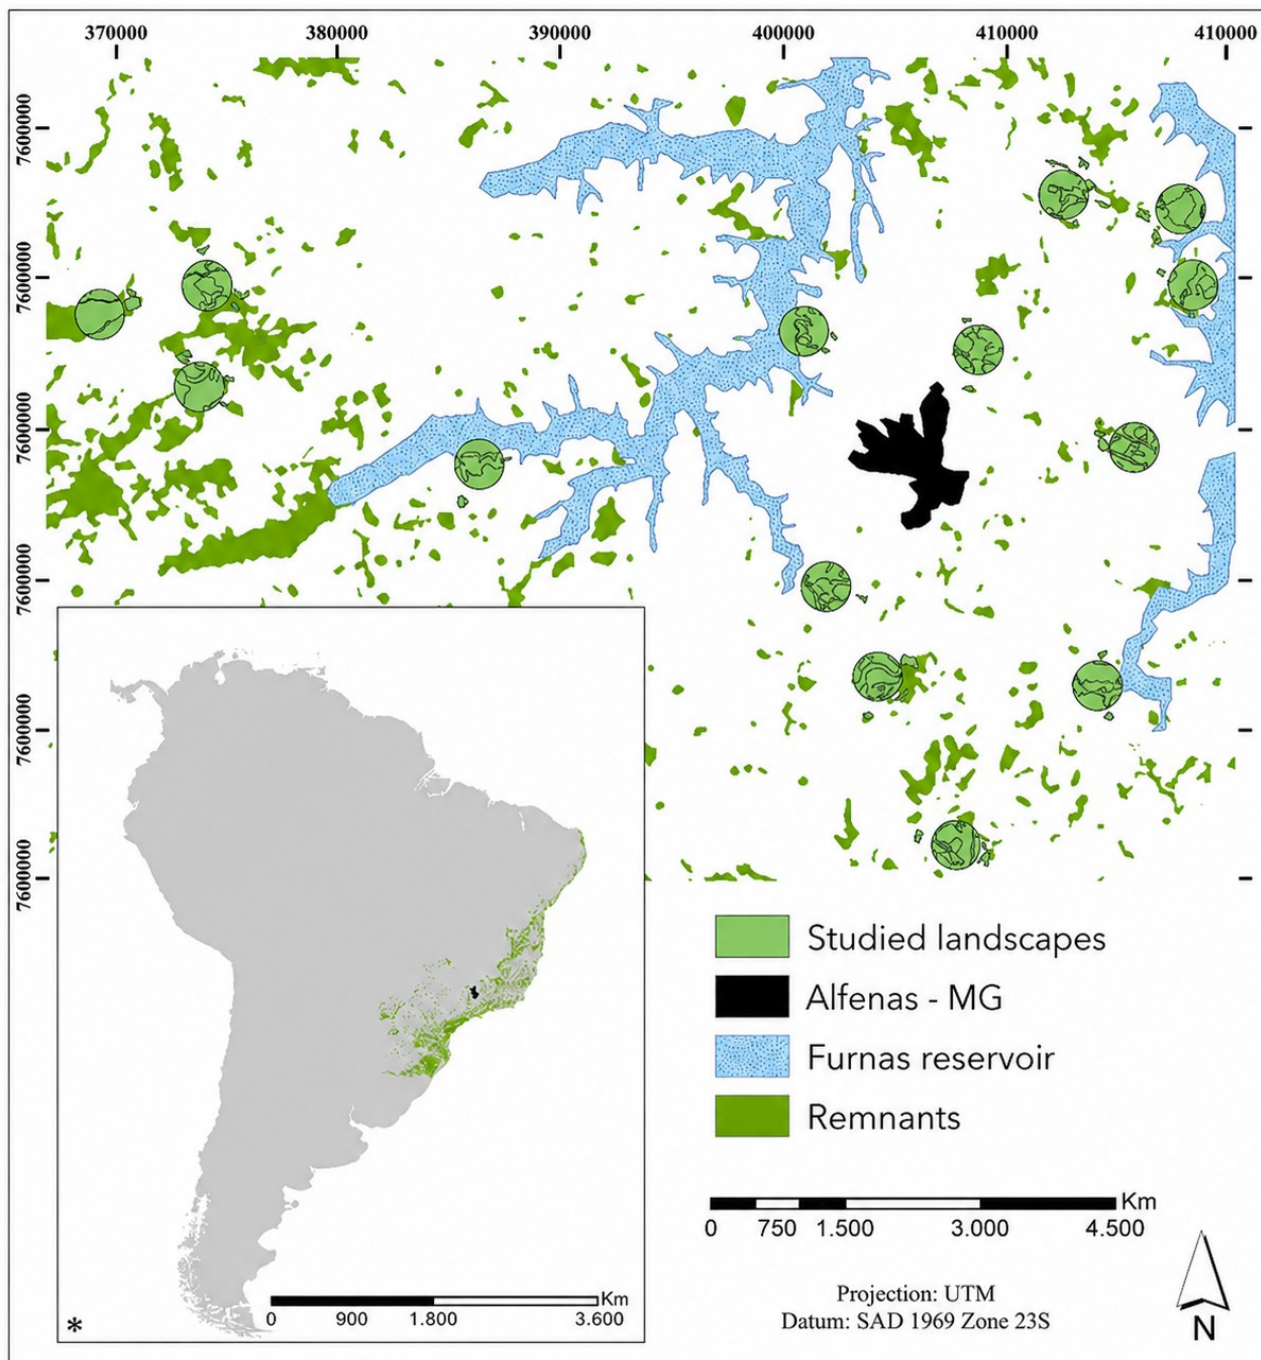 370000 380000 390000 400000 410000 410000
7600000
7600000
7600000
7600000
7600000
7600000
Studied landscapes
Alfenas - MG
Furnas reservoir
Remnants
Km
0 750 1.500 3.000 4.500
Projection: UTM
Datum: SAD 1969 Zone 23S
N
Km
0 900 1.800 3.600
*